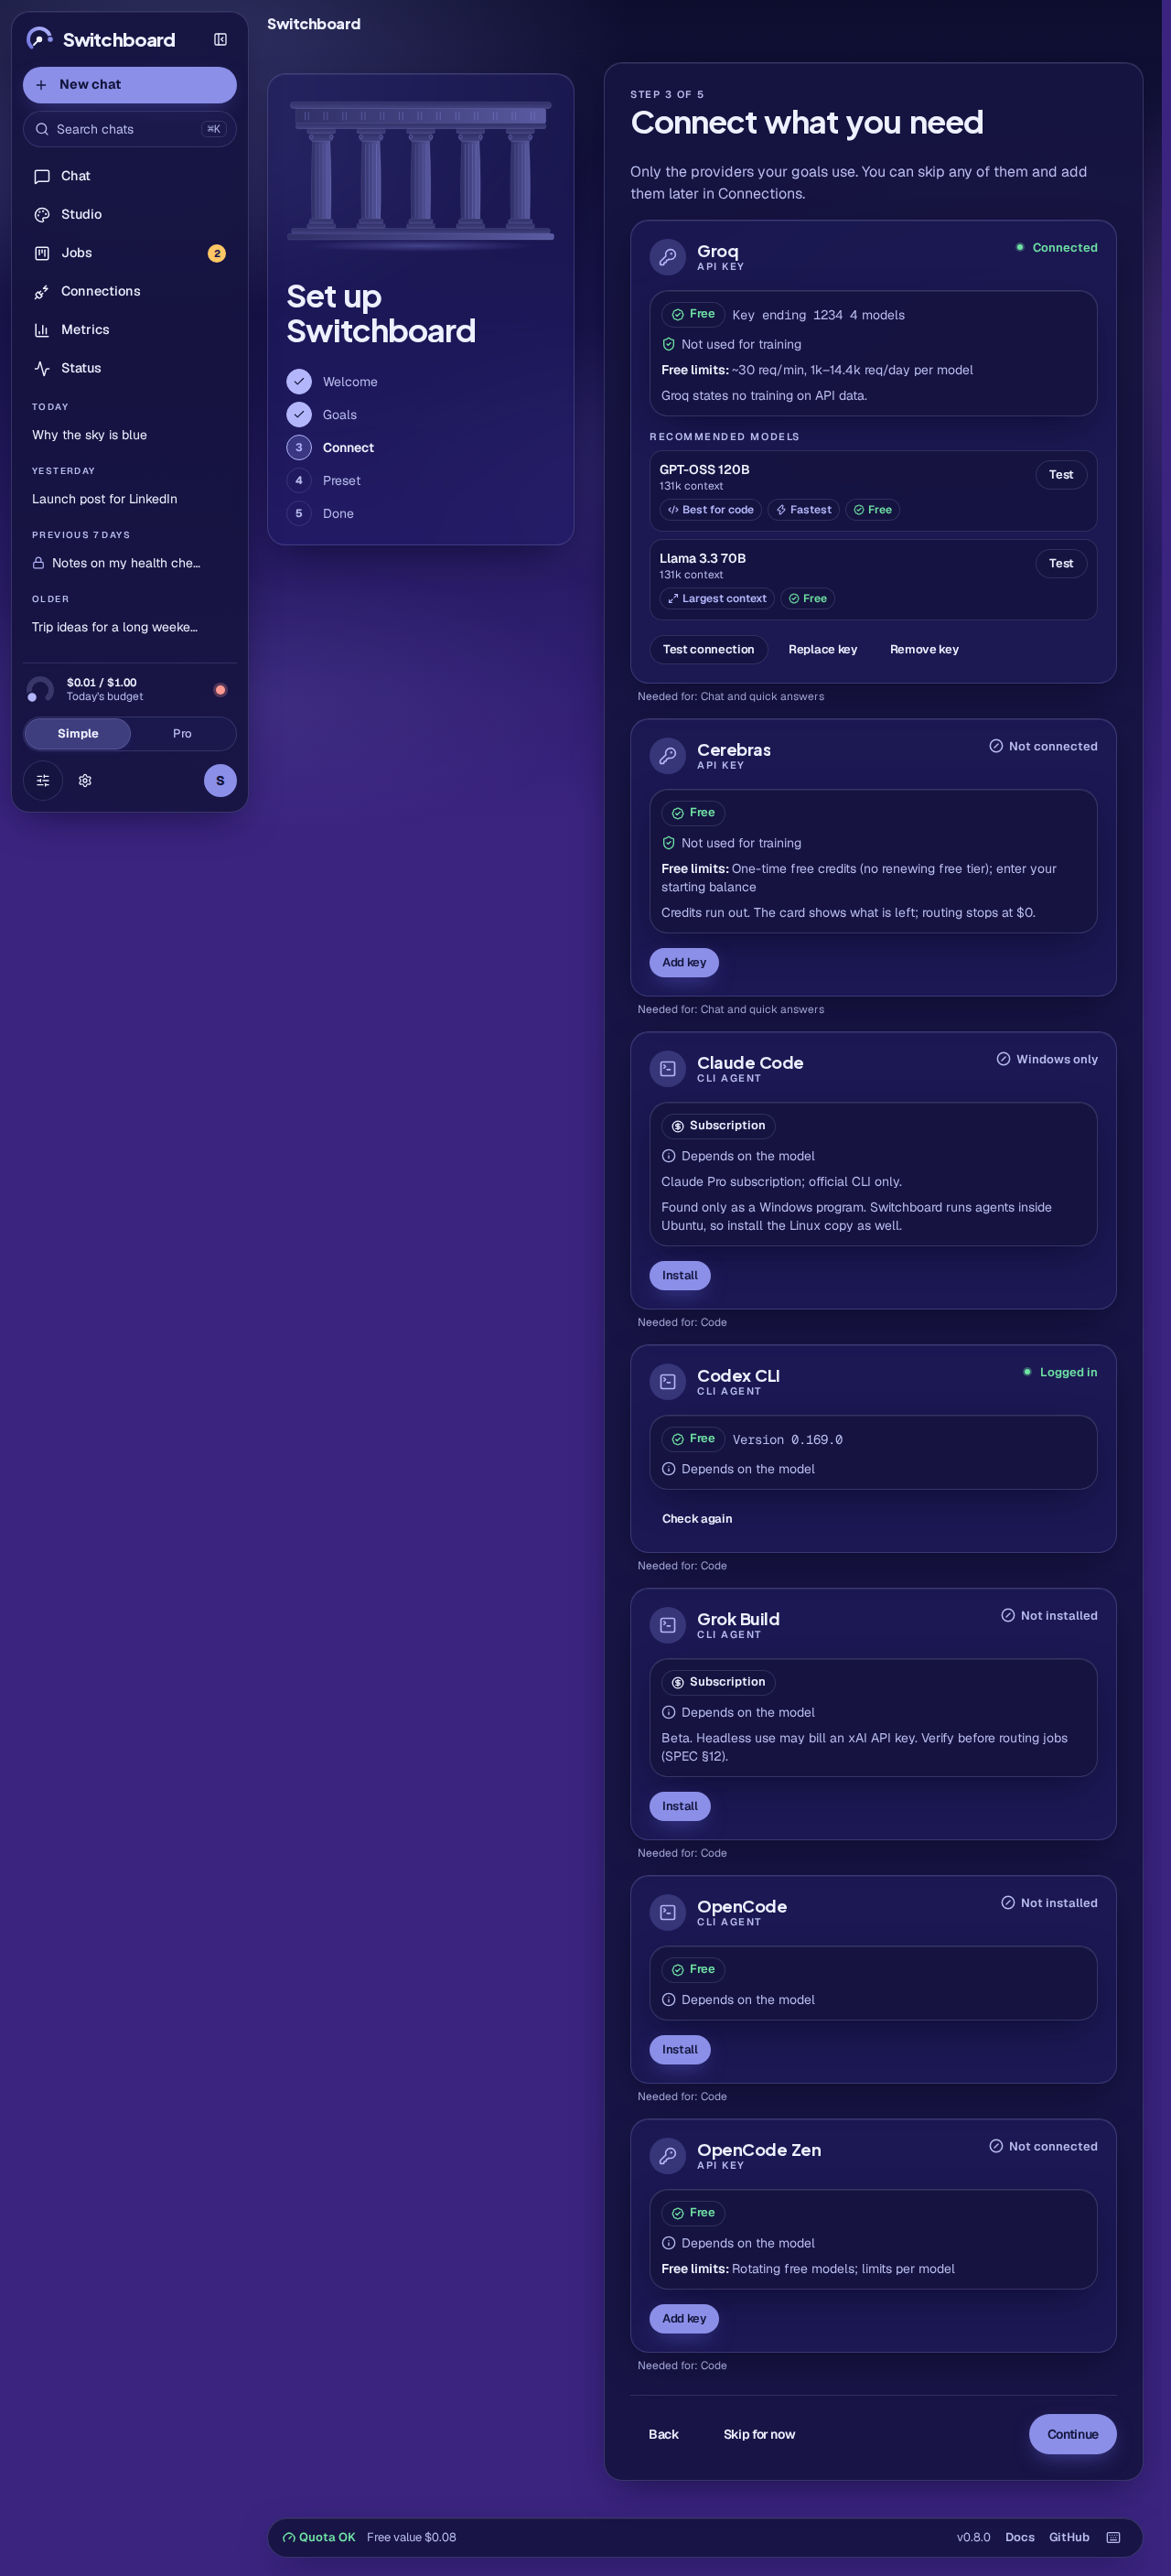 Switchboard
New chat
Search chats ⌘K
Chat
Studio
Jobs 2
Connections
Metrics
Status
TODAY
Why the sky is blue
YESTERDAY
Launch post for LinkedIn
PREVIOUS 7 DAYS
Notes on my health che...
OLDER
Trip ideas for a long weeke...
$0.01 / $1.00
Today's budget
Simple Pro
S
Switchboard
Set up
Switchboard
Welcome
Goals
3 Connect
4 Preset
5 Done
STEP 3 OF 5
Connect what you need
Only the providers your goals use. You can skip any of them and add
them later in Connections.
Groq
API KEY
Connected
Free Key ending 1234 4 models
Not used for training
Free limits: ~30 req/min, 1k–14.4k req/day per model
Groq states no training on API data.
RECOMMENDED MODELS
GPT-OSS 120B
131k context
Best for code Fastest Free
Test
Llama 3.3 70B
131k context
Largest context Free
Test
Test connection Replace key Remove key
Needed for: Chat and quick answers
Cerebras
API KEY
Not connected
Free
Not used for training
Free limits: One-time free credits (no renewing free tier); enter your
starting balance
Credits run out. The card shows what is left; routing stops at $0.
Add key
Needed for: Chat and quick answers
Claude Code
CLI AGENT
Windows only
Subscription
Depends on the model
Claude Pro subscription; official CLI only.
Found only as a Windows program. Switchboard runs agents inside
Ubuntu, so install the Linux copy as well.
Install
Needed for: Code
Codex CLI
CLI AGENT
Logged in
Free Version 0.169.0
Depends on the model
Check again
Needed for: Code
Grok Build
CLI AGENT
Not installed
Subscription
Depends on the model
Beta. Headless use may bill an xAI API key. Verify before routing jobs
(SPEC §12).
Install
Needed for: Code
OpenCode
CLI AGENT
Not installed
Free
Depends on the model
Install
Needed for: Code
OpenCode Zen
API KEY
Not connected
Free
Depends on the model
Free limits: Rotating free models; limits per model
Add key
Needed for: Code
Back Skip for now Continue
Quota OK Free value $0.08 v0.8.0 Docs GitHub